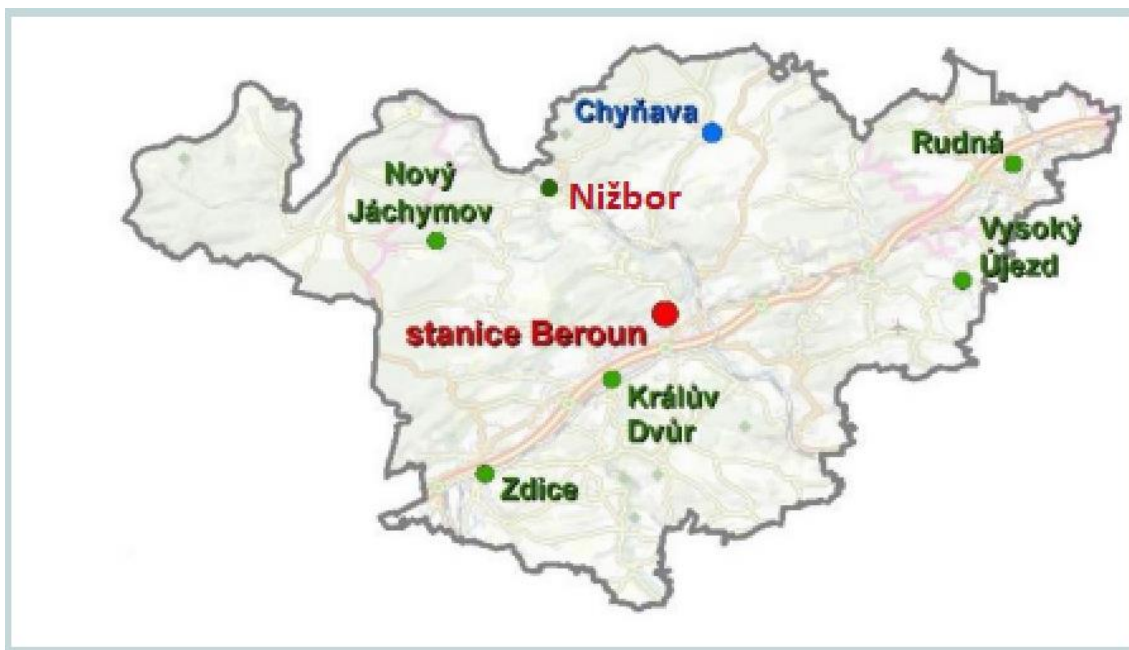 Chyňava
Rudná
Nový
Jáchymov
Nižbor
Vysoký
Újezd
stanice Beroun
Králův
Dvůr
Zdice